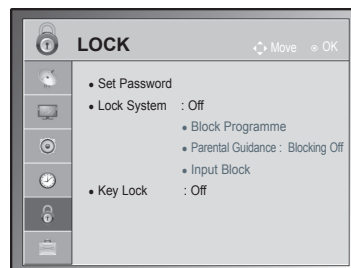 LOCK
Move OK
• Set Password
• Lock System : Off
• Block Programme
• Parental Guidance : Blocking Off
• Input Block
• Key Lock : Off